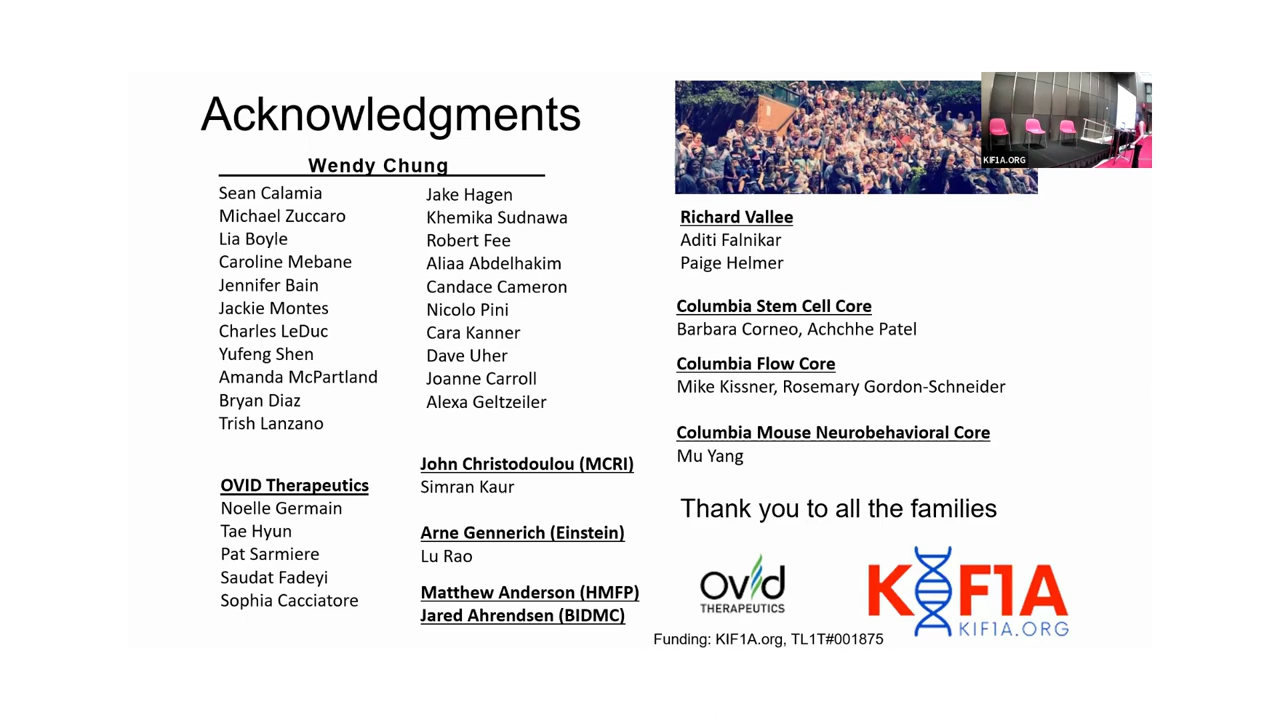 Acknowledgments
Wendy Chung
Sean Calamia
Michael Zuccaro
Lia Boyle
Caroline Mebane
Jennifer Bain
Jackie Montes
Charles LeDuc
Yufeng Shen
Amanda McPartland
Bryan Diaz
Trish Lanzano
Jake Hagen
Khemika Sudnawa
Robert Fee
Aliaa Abdelhakim
Candace Cameron
Nicolo Pini
Cara Kanner
Dave Uher
Joanne Carroll
Alexa Geltzeiler
OVID Therapeutics
Noelle Germain
Tae Hyun
Pat Sarmiere
Saudat Fadeyi
Sophia Cacciatore
John Christodoulou (MCRI)
Simran Kaur
Arne Gennerich (Einstein)
Lu Rao
Matthew Anderson (HMFP)
Jared Ahrendsen (BIDMC)
KIF1A.ORG
Richard Vallee
Aditi Falnikar
Paige Helmer
Columbia Stem Cell Core
Barbara Corneo, Achchhe Patel
Columbia Flow Core
Mike Kissner, Rosemary Gordon-Schneider
Columbia Mouse Neurobehavioral Core
Mu Yang
Thank you to all the families
ovid
THERAPEUTICS
KIF1A
KIF1A.ORG
Funding: KIF1A.org, TL1T#001875